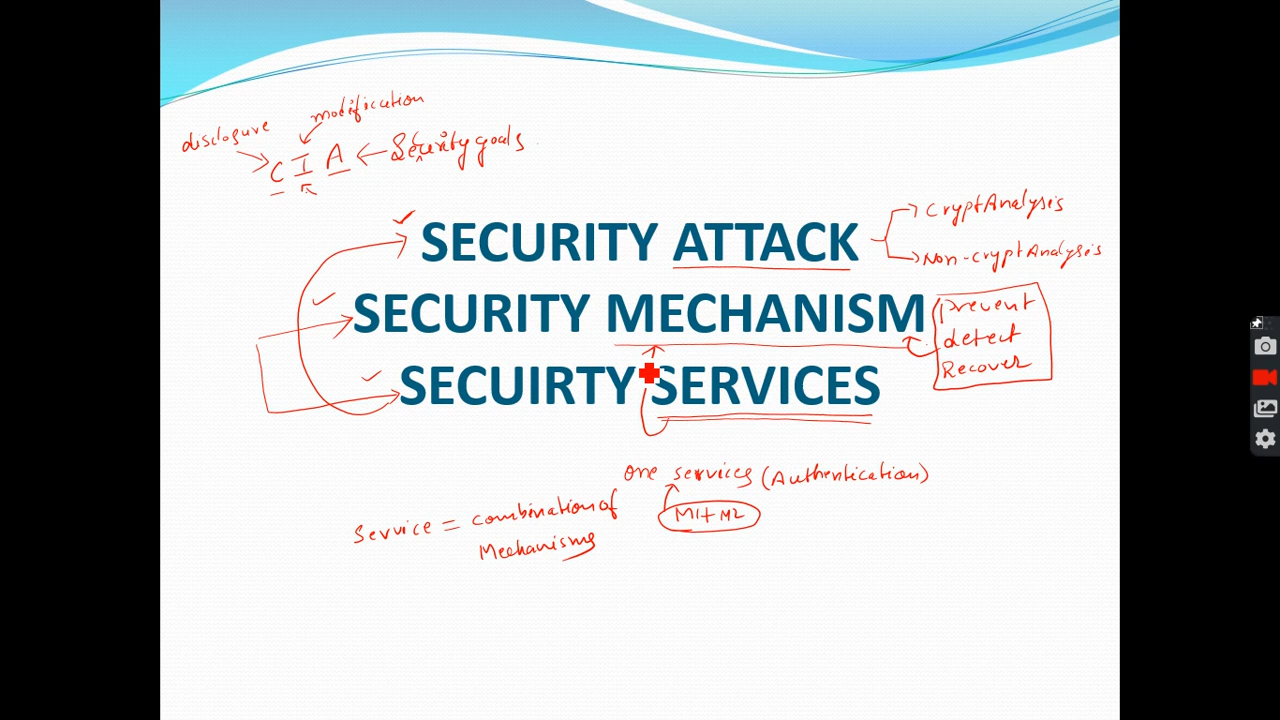 modification
disclosure
C I A ← Security goals
SECURITY ATTACK
CryptAnalysis
Non-cryptAnalysis
SECURITY MECHANISM
prevent
detect
Recover
SECUIRTY SERVICES
one services (Authentication)
Service = combination of
Mechanisms
M1+M2